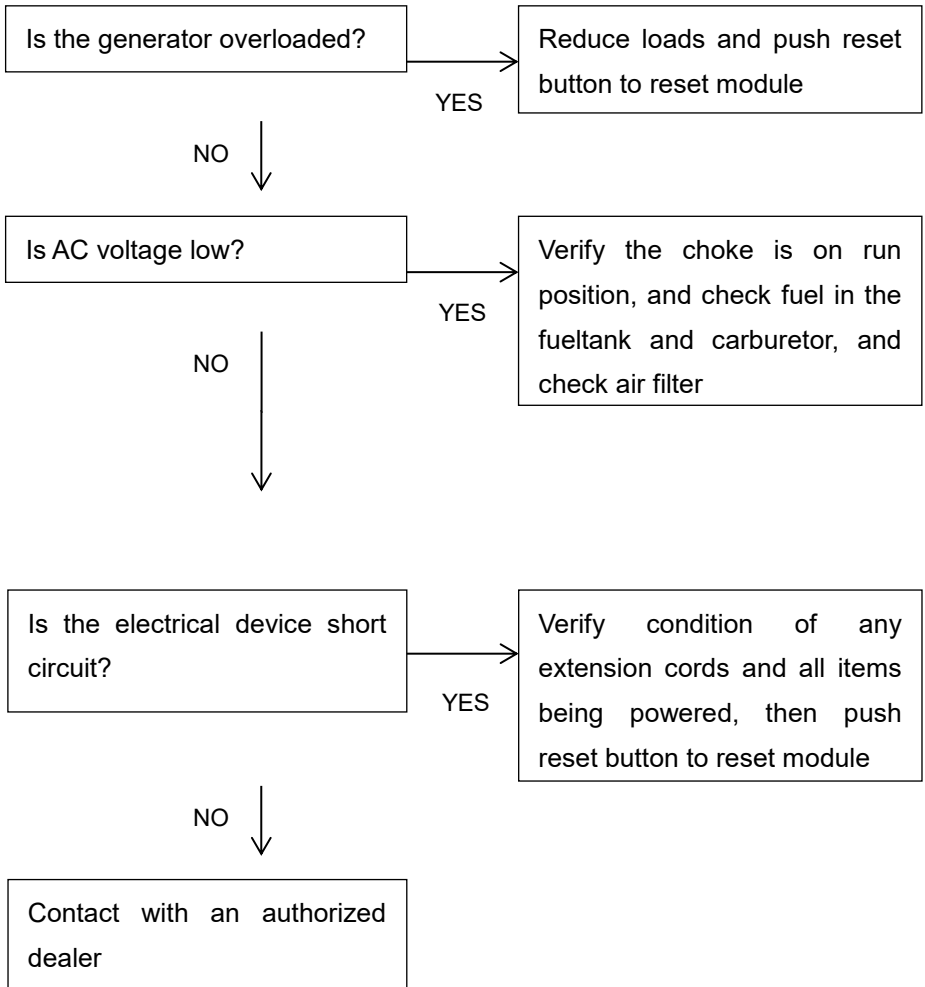 Is the generator overloaded?
Reduce loads and push reset
button to reset module
YES
NO
Is AC voltage low?
Verify the choke is on run
position, and check fuel in the
fueltank and carburetor, and
check air filter
YES
NO
Is the electrical device short
circuit?
Verify condition of any
extension cords and all items
being powered, then push
reset button to reset module
YES
NO
Contact with an authorized
dealer